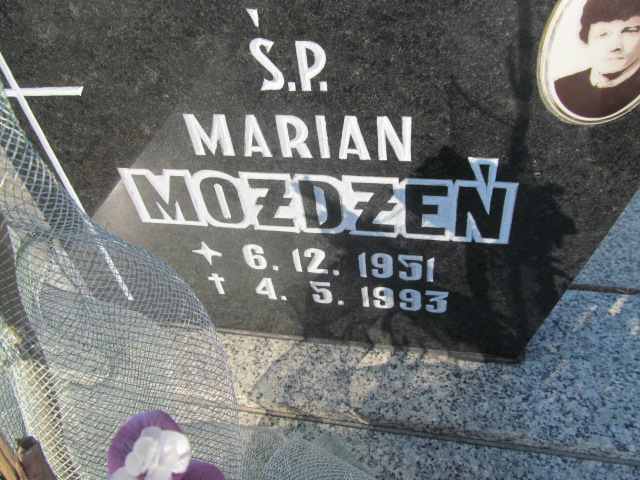 Ś.P.
MARIAN
MOŻDŻEŃ
✦ 6. 12. 1951
† 4. 5. 1993